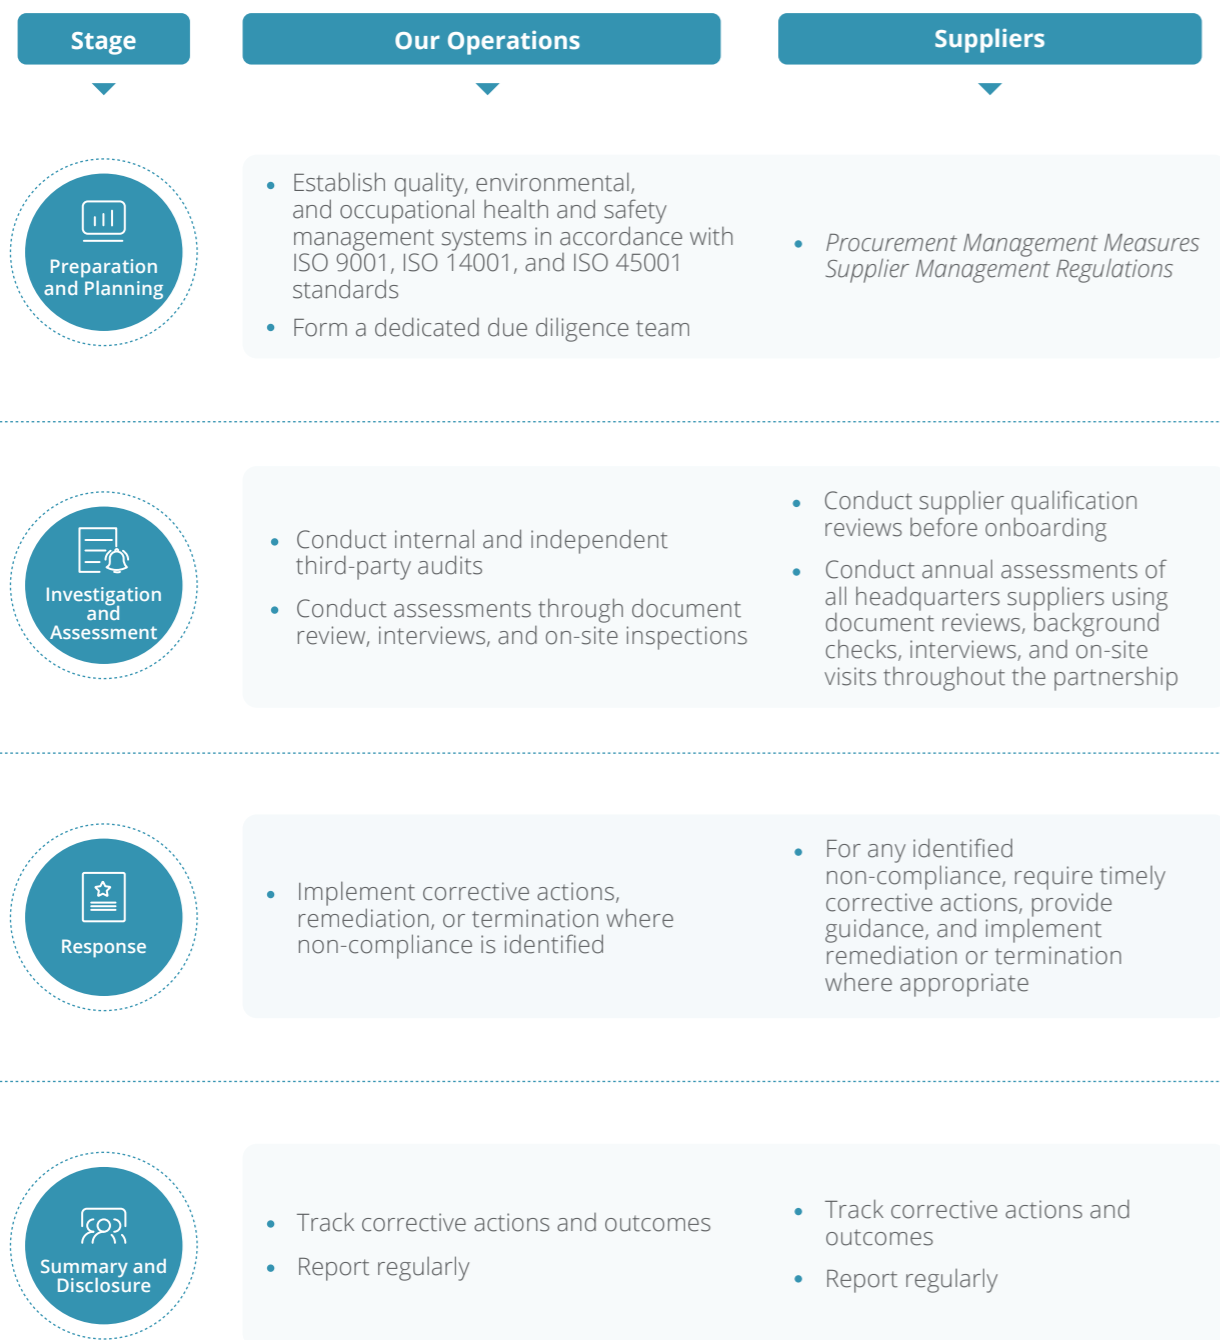 Stage
Our Operations
Suppliers
Preparation
and Planning
• Establish quality, environmental,
and occupational health and safety
management systems in accordance with
ISO 9001, ISO 14001, and ISO 45001
standards
• Form a dedicated due diligence team
• Procurement Management Measures
Supplier Management Regulations
Investigation
and
Assessment
• Conduct internal and independent
third-party audits
• Conduct assessments through document
review, interviews, and on-site inspections
• Conduct supplier qualification
reviews before onboarding
• Conduct annual assessments of
all headquarters suppliers using
document reviews, background
checks, interviews, and on-site
visits throughout the partnership
Response
• Implement corrective actions,
remediation, or termination where
non-compliance is identified
• For any identified
non-compliance, require timely
corrective actions, provide
guidance, and implement
remediation or termination
where appropriate
Summary and
Disclosure
• Track corrective actions and outcomes
• Report regularly
• Track corrective actions and
outcomes
• Report regularly